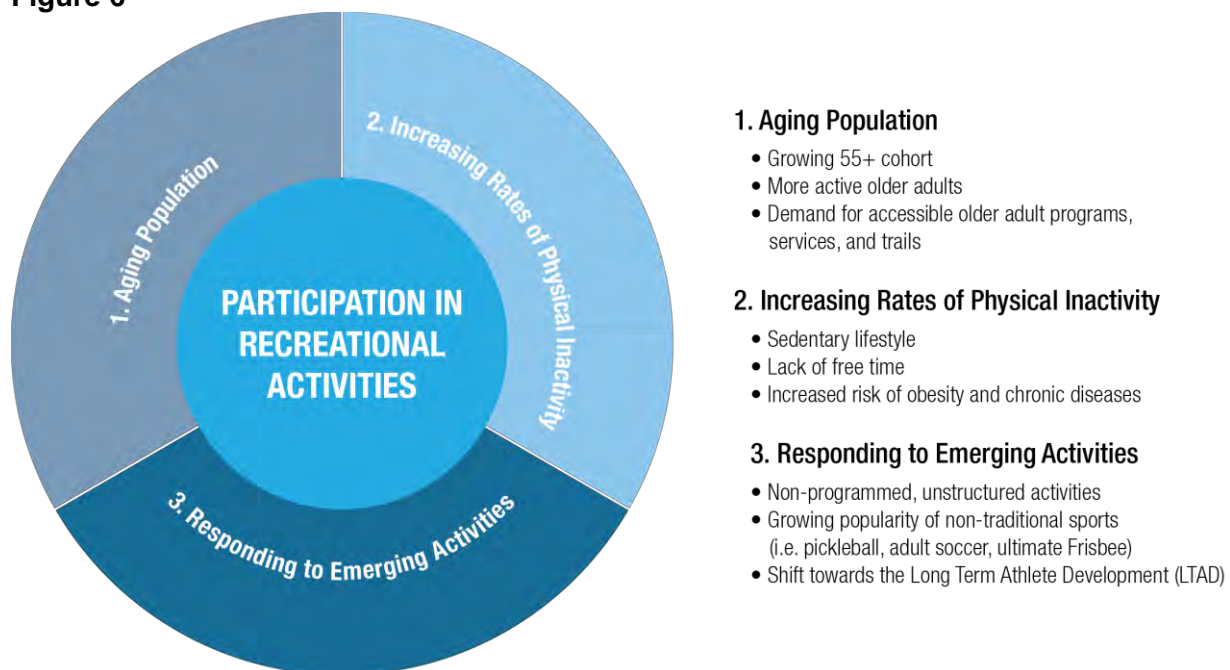 1. Aging Population
2. Increasing Rates of Physical Inactivity
PARTICIPATION IN
RECREATIONAL
ACTIVITIES
3. Responding to Emerging Activities
1. Aging Population
• Growing 55+ cohort
• More active older adults
• Demand for accessible older adult programs,
services, and trails
2. Increasing Rates of Physical Inactivity
• Sedentary lifestyle
• Lack of free time
• Increased risk of obesity and chronic diseases
3. Responding to Emerging Activities
• Non-programmed, unstructured activities
• Growing popularity of non-traditional sports
(i.e. pickleball, adult soccer, ultimate Frisbee)
• Shift towards the Long Term Athlete Development (LTAD)